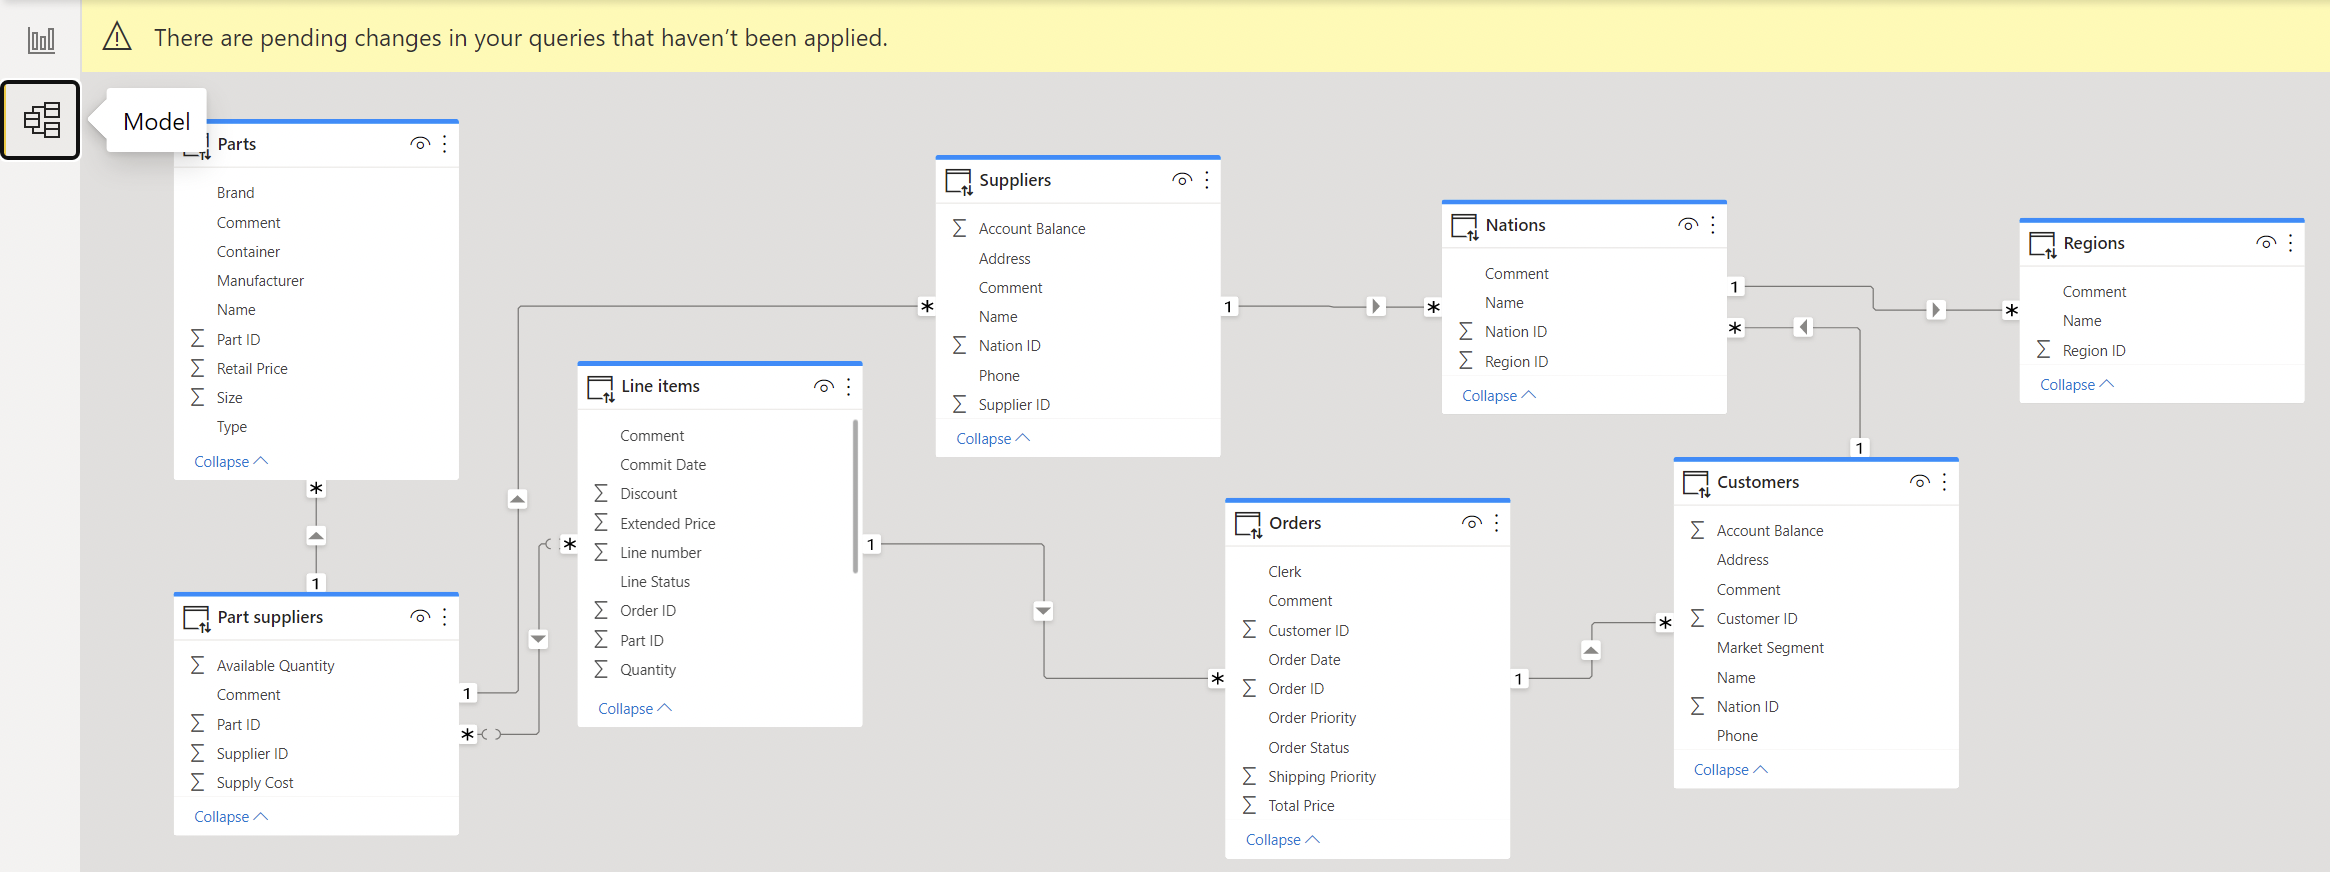 There are pending changes in your queries that haven't been applied.
Model
Parts
Brand
Comment
Container
Manufacturer
Name
Part ID
Retail Price
Size
Type
Collapse
*
1
Part suppliers
Available Quantity
Comment
Part ID
Supplier ID
Supply Cost
Collapse
1
*
*
Line items
Comment
Commit Date
Discount
Extended Price
Line number
Line Status
Order ID
Part ID
Quantity
Collapse
1
*
Suppliers
Account Balance
Address
Comment
Name
Nation ID
Phone
Supplier ID
Collapse
1
*
Nations
Comment
Name
Nation ID
Region ID
Collapse
1
*
*
Regions
Comment
Name
Region ID
Collapse
*
Orders
Clerk
Comment
Customer ID
Order Date
Order ID
Order Priority
Order Status
Shipping Priority
Total Price
Collapse
1
*
1
Customers
Account Balance
Address
Comment
Customer ID
Market Segment
Name
Nation ID
Phone
Collapse